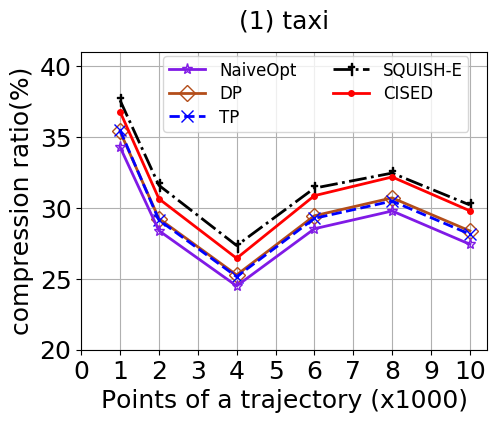 (1) taxi
compression ratio(%)
40
35
30
25
20
NaiveOpt
DP
TP
SQUISH-E
CISED
0 1 2 3 4 5 6 7 8 9 10
Points of a trajectory (x1000)